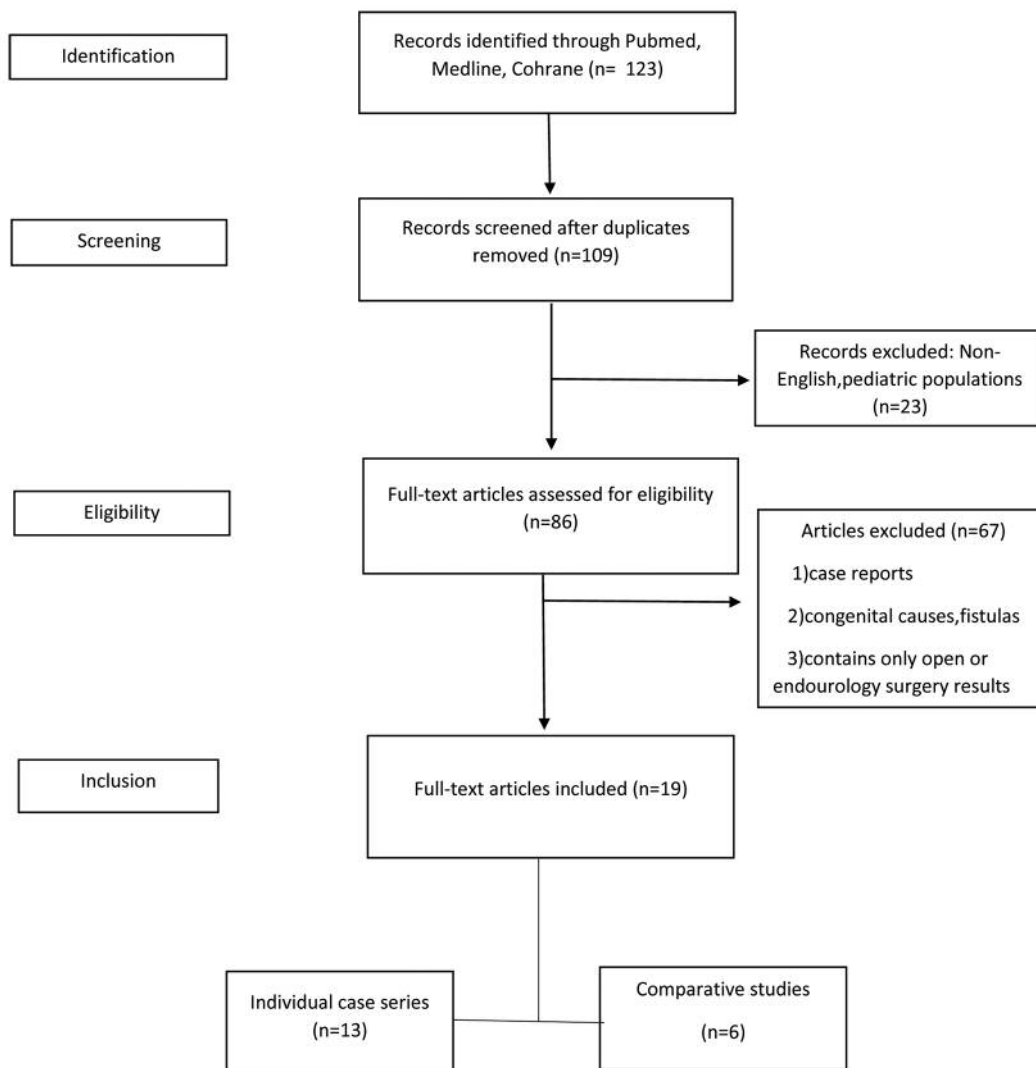 Identification
Records identified through Pubmed,
Medline, Cohrane (n=  123)
Screening
Records screened after duplicates
removed (n=109)
Records excluded: Non-
English,pediatric populations
(n=23)
Eligibility
Full-text articles assessed for eligibility
(n=86)
Articles excluded (n=67)
1)case reports
2)congenital causes,fistulas
3)contains only open or
endourology surgery results
Inclusion
Full-text articles included (n=19)
Individual case series
(n=13)
Comparative studies
(n=6)